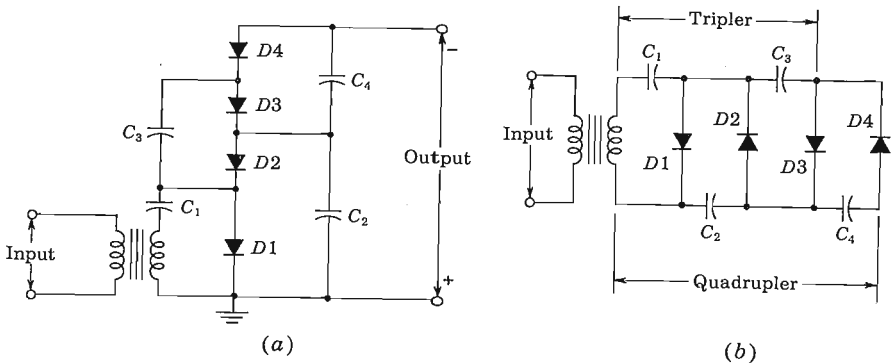 D4
−
C4
D3
C3
D2
Output
C1
C2
Input
D1
+
(a)
Tripler
C1
C3
Input
D2
D4
D1
D3
C2
C4
Quadrupler
(b)